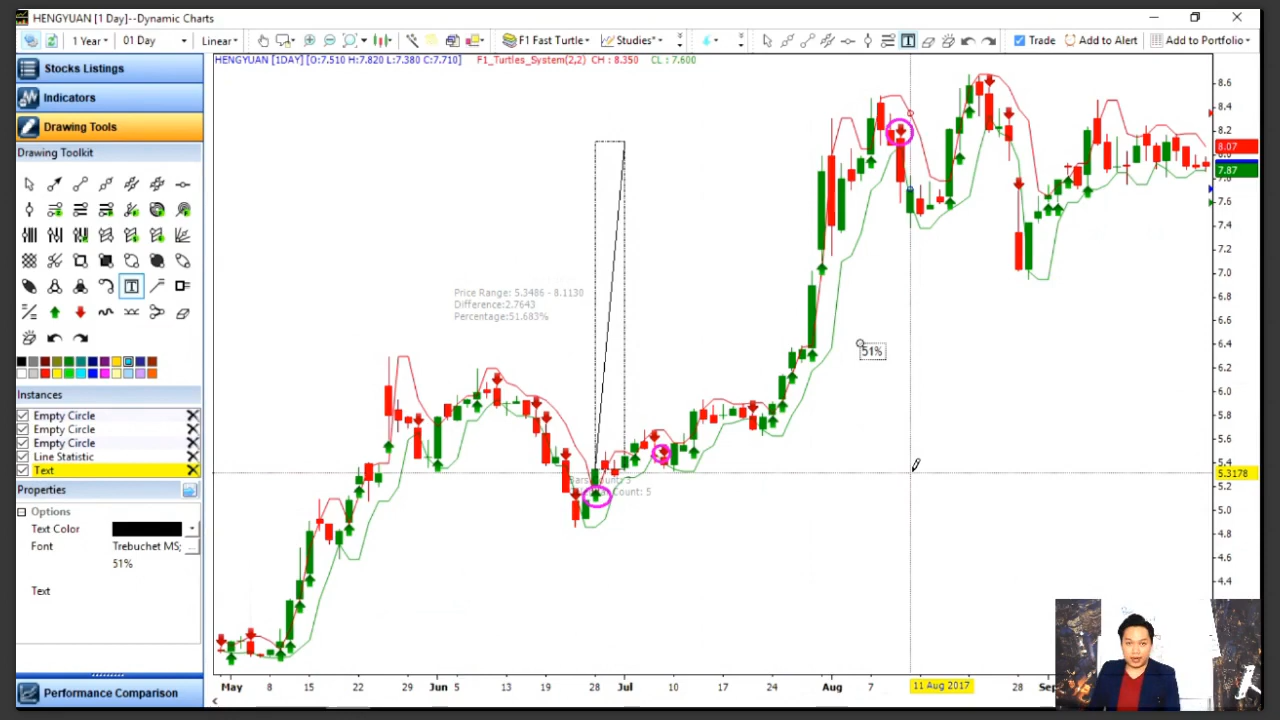 HENGYUAN [1 Day]--Dynamic Charts
1 Year 01 Day Linear F1 Fast Turtle Studies* Trade Add to Alert Add to Portfolio
Stocks Listings
Indicators
Drawing Tools
Drawing Toolkit
Instances
Empty Circle
Empty Circle
Empty Circle
Line Statistic
Text
Properties
Options
Text Color
Font Trebuchet MS;
51%
Text
Performance Comparison
HENGYUAN [1DAY] [O:7.510 H:7.820 L:7.380 C:7.710] F1_Turtles_System(2,2) CH : 8.350 CL : 7.600
Price Range: 5.3486 - 8.1130
Difference:2.7643
Percentage:51.683%
51%
8.6
8.4
8.2
8.07
7.87
7.6
7.4
7.2
7.0
6.8
6.6
6.4
6.2
6.0
5.8
5.6
5.4
5.3178
5.2
5.0
4.8
4.6
4.4
May 8 15 22 29 Jun 5 13 19 28 Jul 10 17 24 Aug 7 11 Aug 2017 28